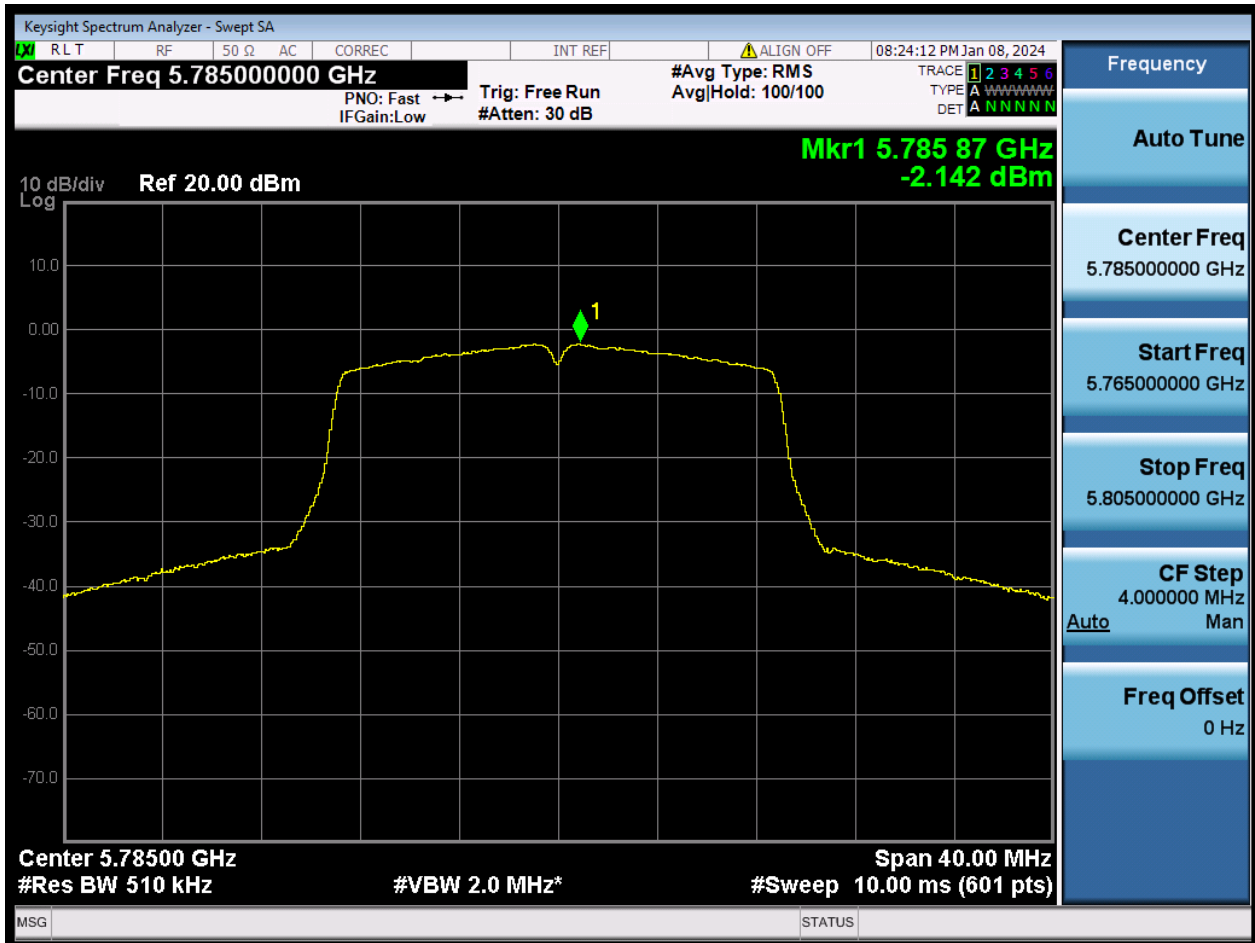 Keysight Spectrum Analyzer - Swept SA
LXI RLT RF 50 Ω AC CORREC INT REF ALIGN OFF 08:24:12 PM Jan 08, 2024
Center Freq 5.785000000 GHz
PNO: Fast
IFGain:Low
Trig: Free Run
#Atten: 30 dB
#Avg Type: RMS
Avg|Hold: 100/100
TRACE 1 2 3 4 5 6
TYPE A WWWWW
DET A N N N N N
Mkr1 5.785 87 GHz
-2.142 dBm
10 dB/div Ref 20.00 dBm
Log
10.0
0.00
-10.0
-20.0
-30.0
-40.0
-50.0
-60.0
-70.0
1
Center 5.78500 GHz Span 40.00 MHz
#Res BW 510 kHz #VBW 2.0 MHz* #Sweep 10.00 ms (601 pts)
MSG STATUS
Frequency
Auto Tune
Center Freq
5.785000000 GHz
Start Freq
5.765000000 GHz
Stop Freq
5.805000000 GHz
CF Step
4.000000 MHz
Auto Man
Freq Offset
0 Hz